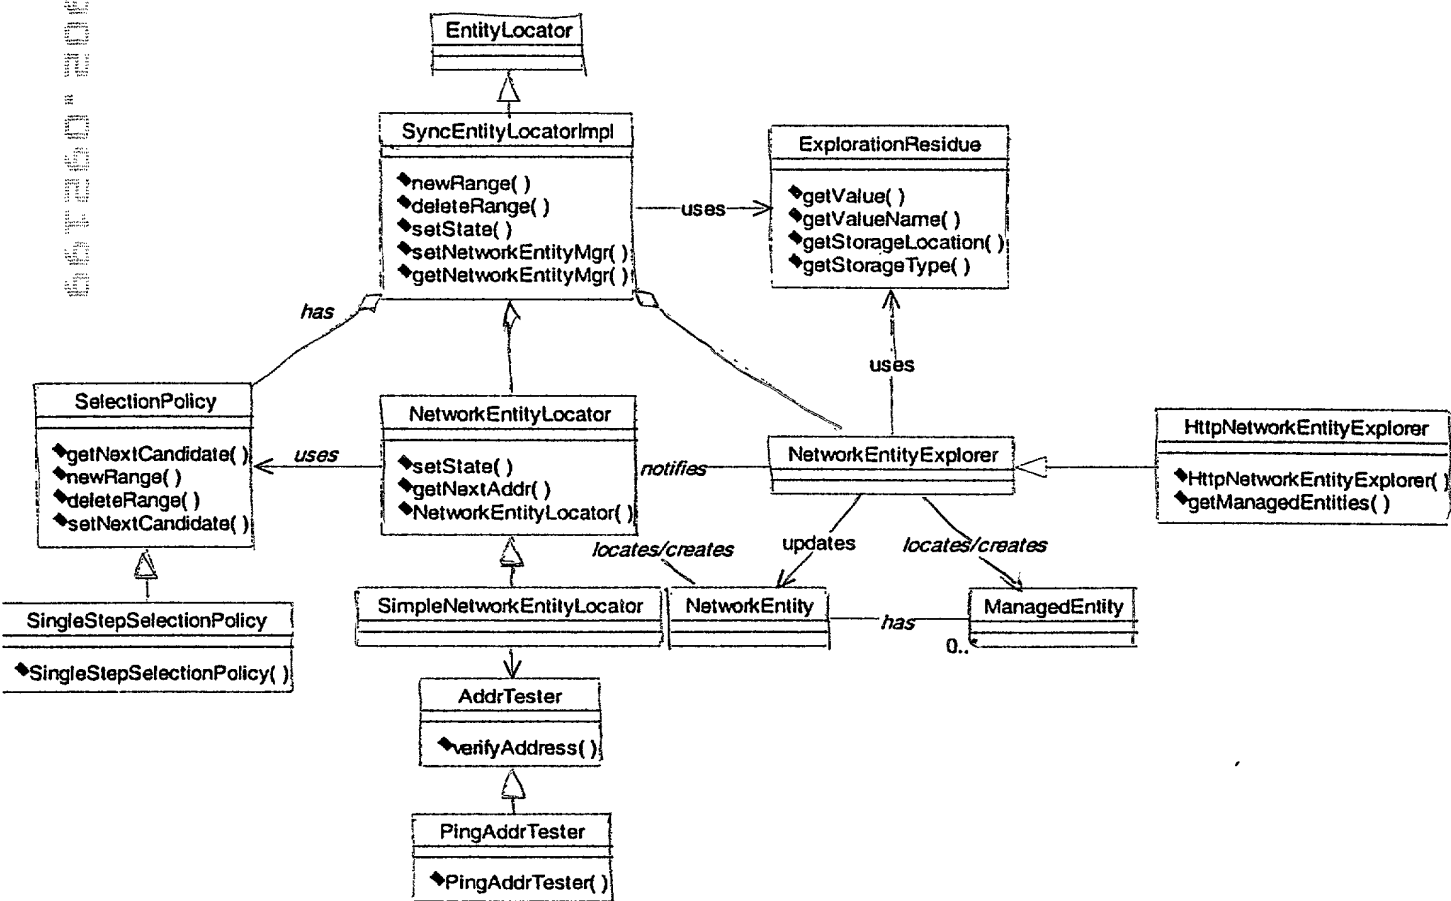 EntityLocator
SyncEntityLocatorImpl
newRange( )
deleteRange( )
setState( )
setNetworkEntityMgr( )
getNetworkEntityMgr( )
uses
ExplorationResidue
getValue( )
getValueName( )
getStorageLocation( )
getStorageType( )
has
uses
SelectionPolicy
getNextCandidate( )
newRange( )
deleteRange( )
setNextCandidate( )
uses
NetworkEntityLocator
setState( )
getNextAddr( )
NetworkEntityLocator( )
notifies
NetworkEntityExplorer
HttpNetworkEntityExplorer
HttpNetworkEntityExplorer( )
getManagedEntities( )
locates/creates
updates
locates/creates
SingleStepSelectionPolicy
SingleStepSelectionPolicy( )
SimpleNetworkEntityLocator
NetworkEntity
has
ManagedEntity
0..*
AddrTester
verifyAddress( )
PingAddrTester
PingAddrTester( )